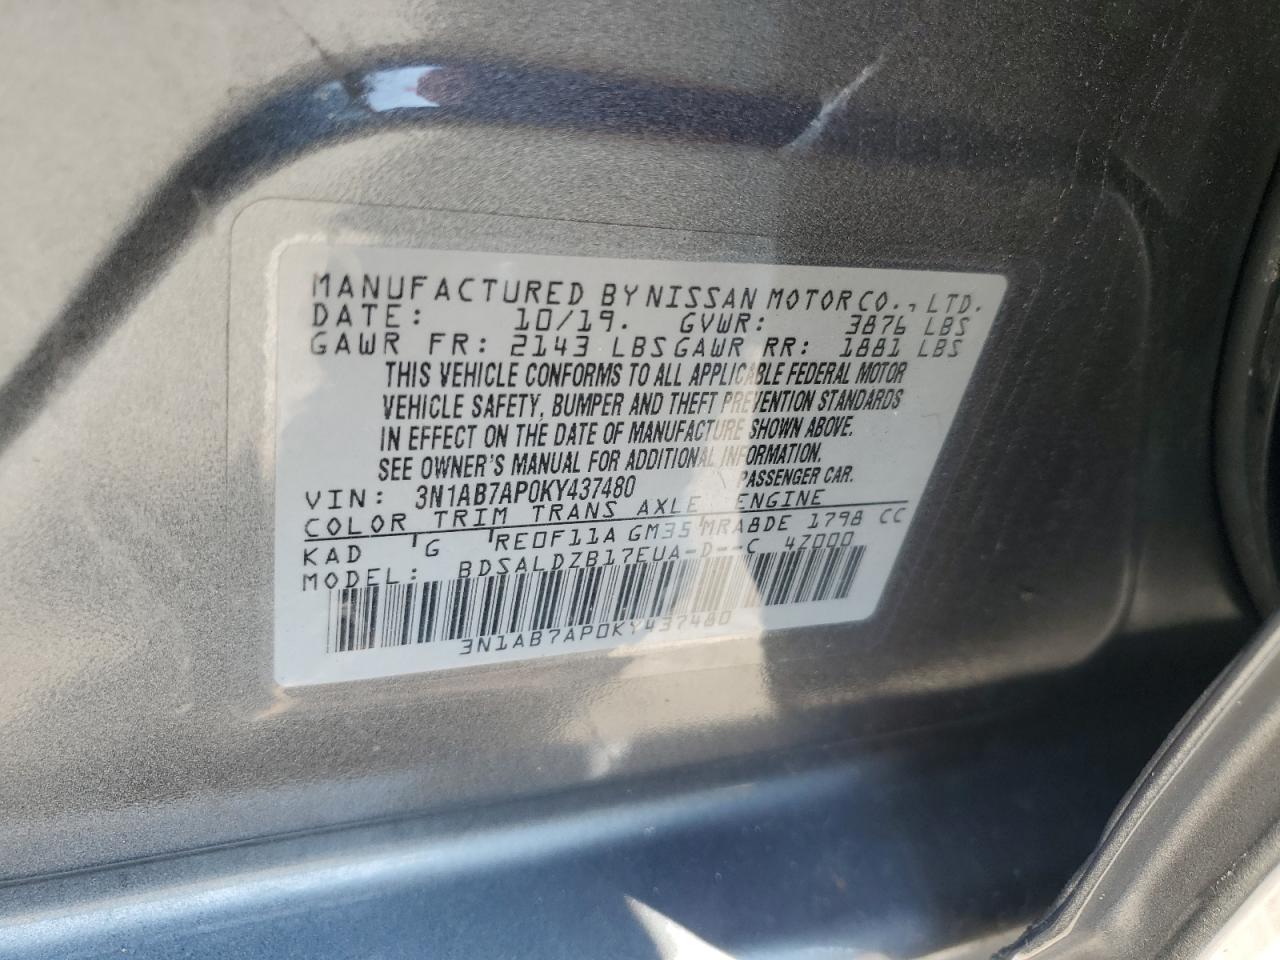 MANUFACTURED BY NISSAN MOTOR CO., LTD.
DATE: 10/19. GVWR: 3876 LBS
GAWR FR: 2143 LBS GAWR RR: 1881 LBS
THIS VEHICLE CONFORMS TO ALL APPLICABLE FEDERAL MOTOR
VEHICLE SAFETY, BUMPER AND THEFT PREVENTION STANDARDS
IN EFFECT ON THE DATE OF MANUFACTURE SHOWN ABOVE.
SEE OWNER'S MANUAL FOR ADDITIONAL INFORMATION.
VIN: 3N1AB7AP0KY437480 PASSENGER CAR.
COLOR TRIM TRANS AXLE ENGINE
KAD G RE0F11A GM35 MRA8DE 1798 CC
MODEL: BDSALDZB17EUA-D--C 4Z000
3N1AB7AP0KY437480